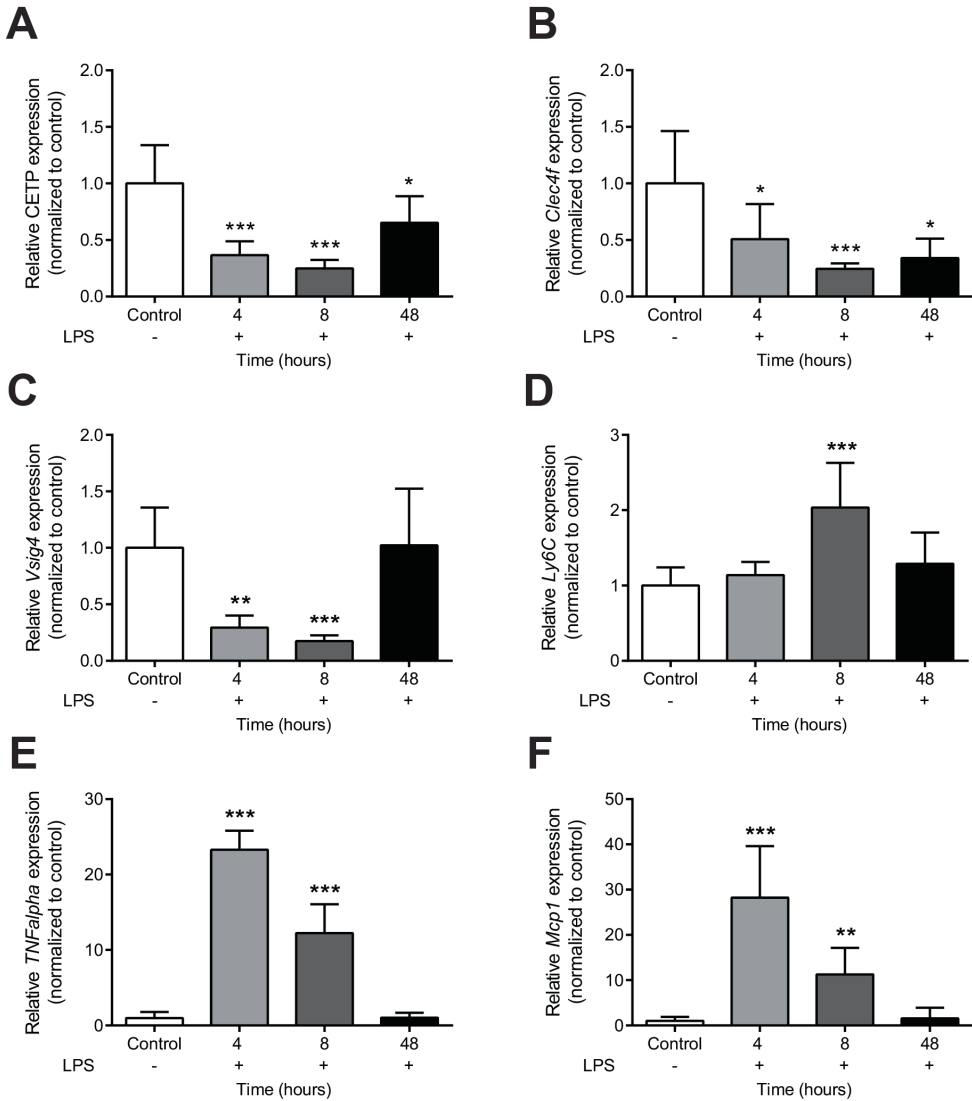 A
Relative CETP expression
(normalized to control)
2.0
1.5
1.0
0.5
0.0
***
***
*
Control 4 8 48
LPS - + + +
Time (hours)
B
Relative Clec4f expression
(normalized to control)
2.0
1.5
1.0
0.5
0.0
*
***
*
Control 4 8 48
LPS - + + +
Time (hours)
C
Relative Vsig4 expression
(normalized to control)
2.0
1.5
1.0
0.5
0.0
**
***
Control 4 8 48
LPS - + + +
Time (hours)
D
Relative Ly6C expression
(normalized to control)
3
2
1
0
***
Control 4 8 48
LPS - + + +
Time (hours)
E
Relative TNFalpha expression
(normalized to control)
30
20
10
0
***
***
Control 4 8 48
LPS - + + +
Time (hours)
F
Relative Mcp1 expression
(normalized to control)
50
40
30
20
10
0
***
**
Control 4 8 48
LPS - + + +
Time (hours)